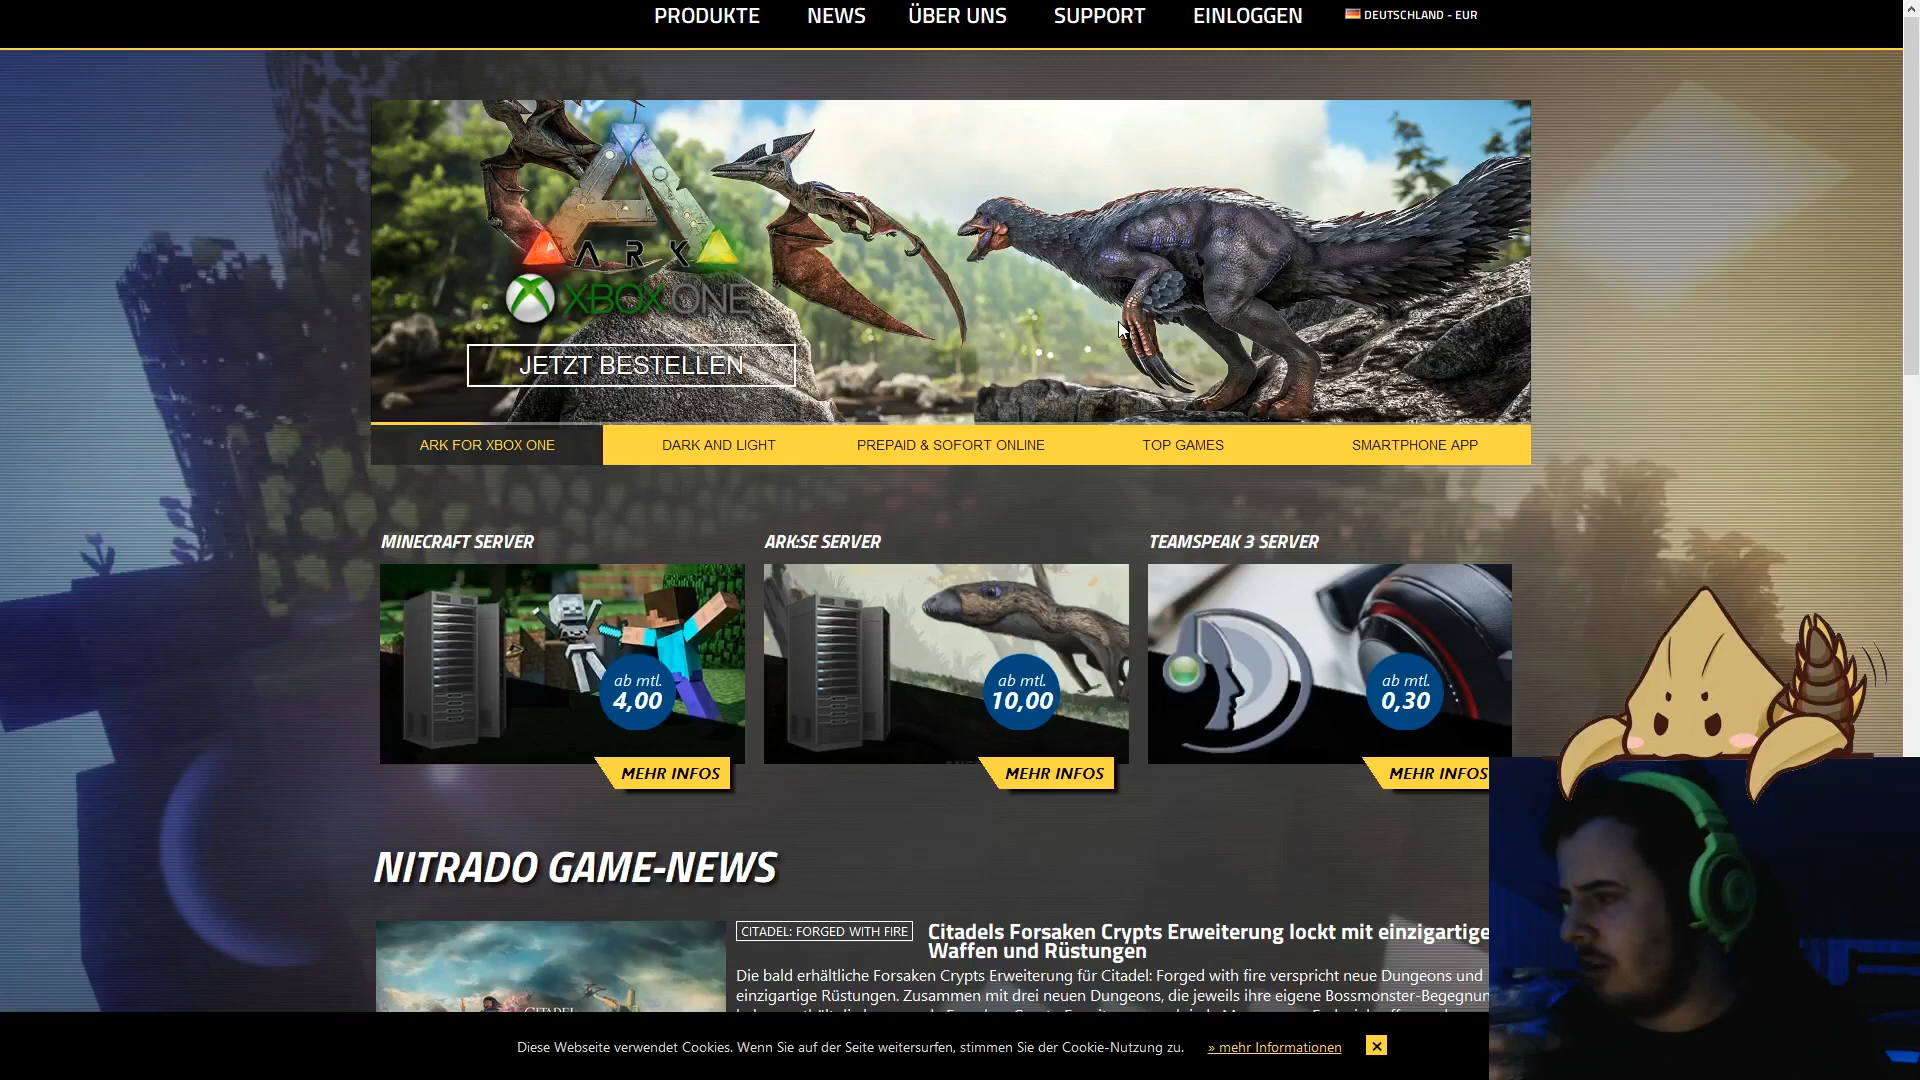 PRODUKTE NEWS ÜBER UNS SUPPORT EINLOGGEN DEUTSCHLAND - EUR
ARK
XBOX ONE
JETZT BESTELLEN
ARK FOR XBOX ONE DARK AND LIGHT PREPAID & SOFORT ONLINE TOP GAMES SMARTPHONE APP
MINECRAFT SERVER ARK:SE SERVER TEAMSPEAK 3 SERVER
ab mtl. ab mtl. ab mtl.
4,00 10,00 0,30
MEHR INFOS MEHR INFOS MEHR INFOS
NITRADO GAME-NEWS
CITADEL: FORGED WITH FIRE
Citadels Forsaken Crypts Erweiterung lockt mit einzigartige
Waffen und Rüstungen
Die bald erhältliche Forsaken Crypts Erweiterung für Citadel: Forged with fire verspricht neue Dungeons und
einzigartige Rüstungen. Zusammen mit drei neuen Dungeons, die jeweils ihre eigene Bossmonster-Begegnun
CITADEL
Diese Webseite verwendet Cookies. Wenn Sie auf der Seite weitersurfen, stimmen Sie der Cookie-Nutzung zu. » mehr Informationen